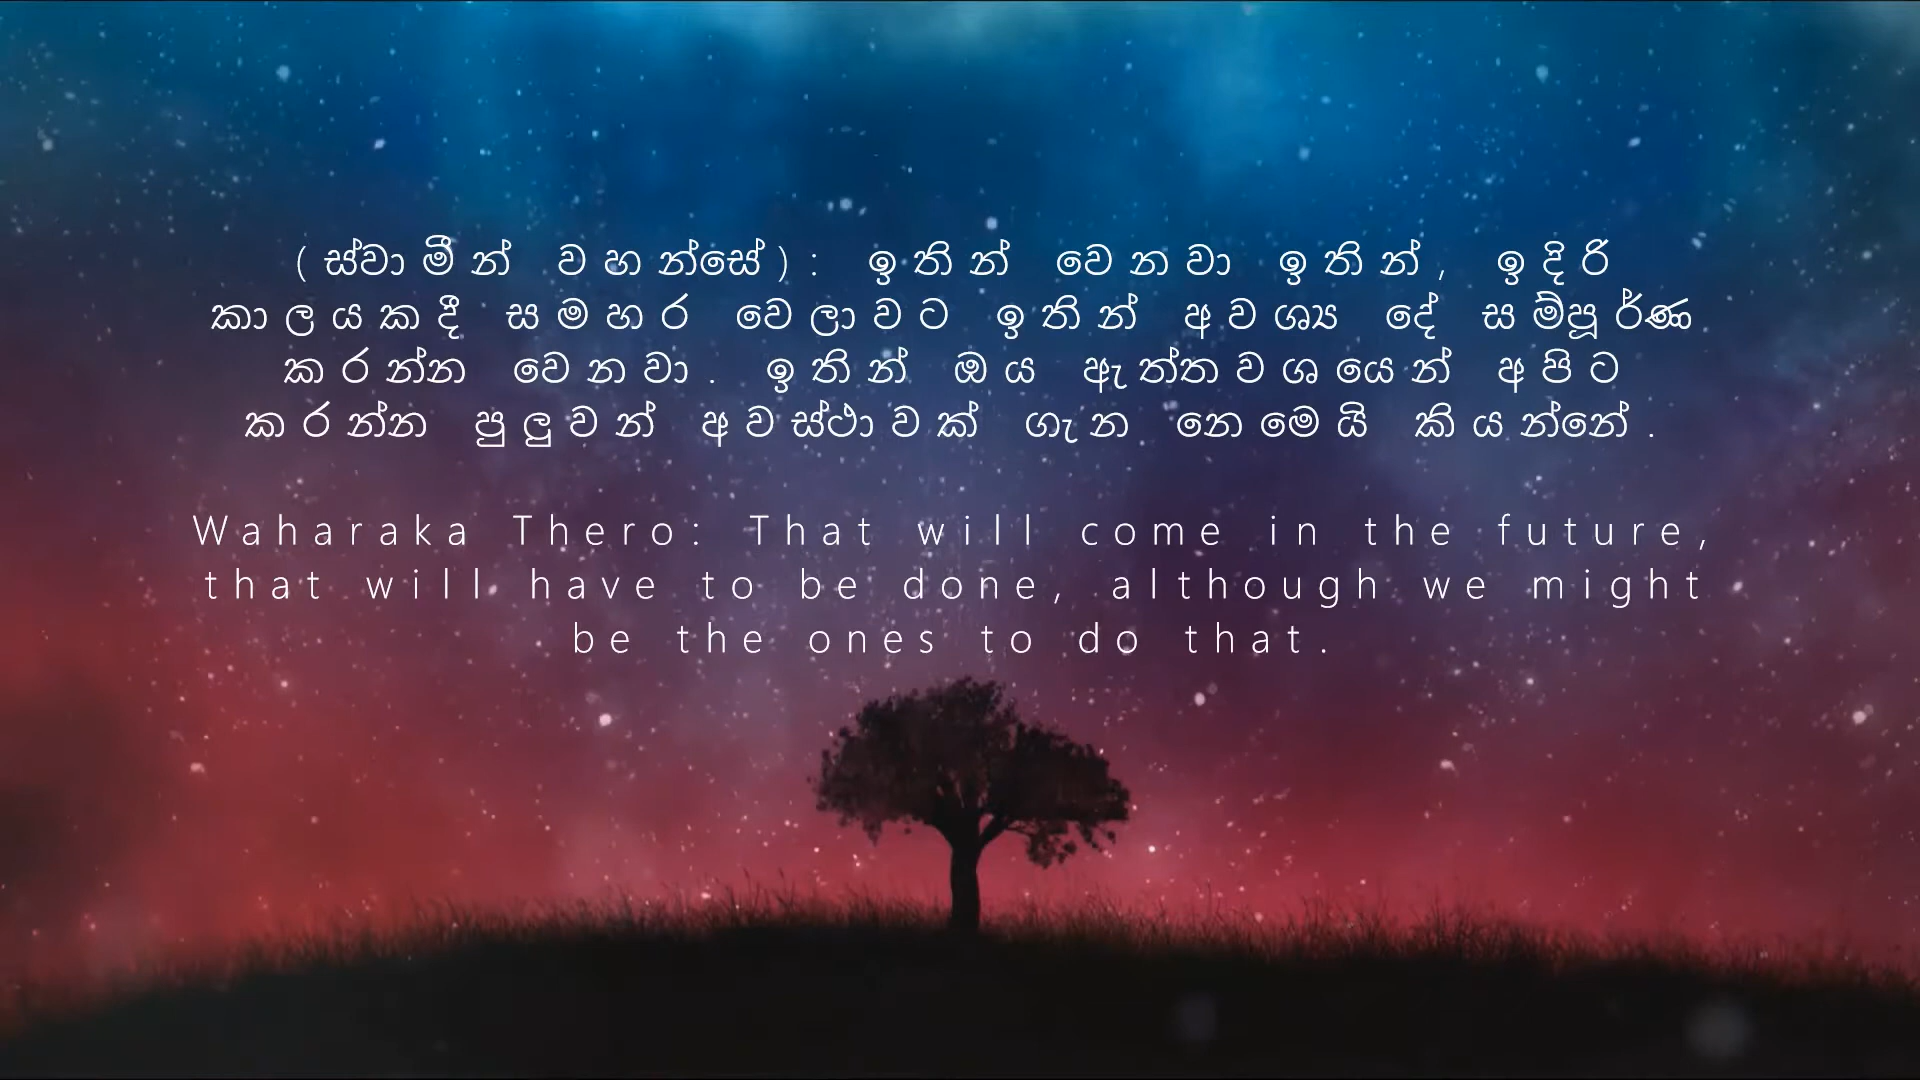 (ස්වාමීන් වහන්සේ): ඉතින් වෙනවා ඉතින්, ඉදිරි
කාලයකදී සමහර වෙලාවට ඉතින් අවශ්‍ය දේ සම්පූර්ණ
කරන්න වෙනවා. ඉතින් ඔය ඇත්තවශයෙන් අපිට
කරන්න පුලුවන් අවස්ථාවක් ගැන නෙමෙයි කියන්නේ.
Waharaka Thero: That will come in the future,
that will have to be done, although we might
be the ones to do that.